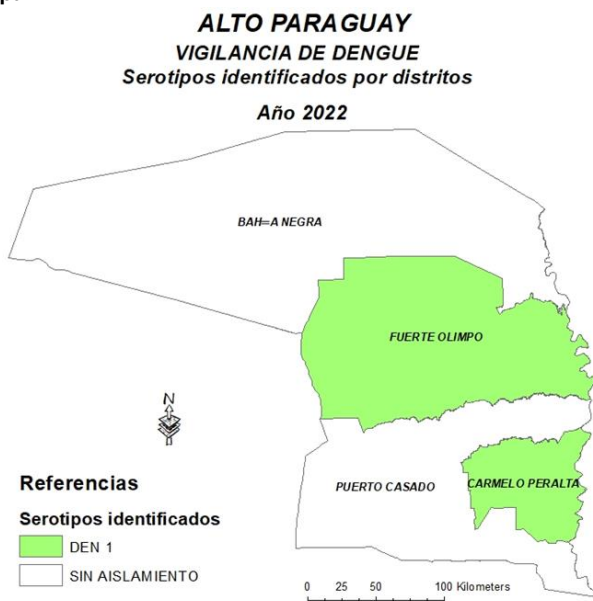 ALTO PARAGUAY
VIGILANCIA DE DENGUE
Serotipos identificados por distritos
Año 2022
BAH=A NEGRA
FUERTE OLIMPO
N
PUERTO CASADO
CARMELO PERALTA
Referencias
Serotipos identificados
DEN 1
SIN AISLAMIENTO
0 25 50 100 Kilometers